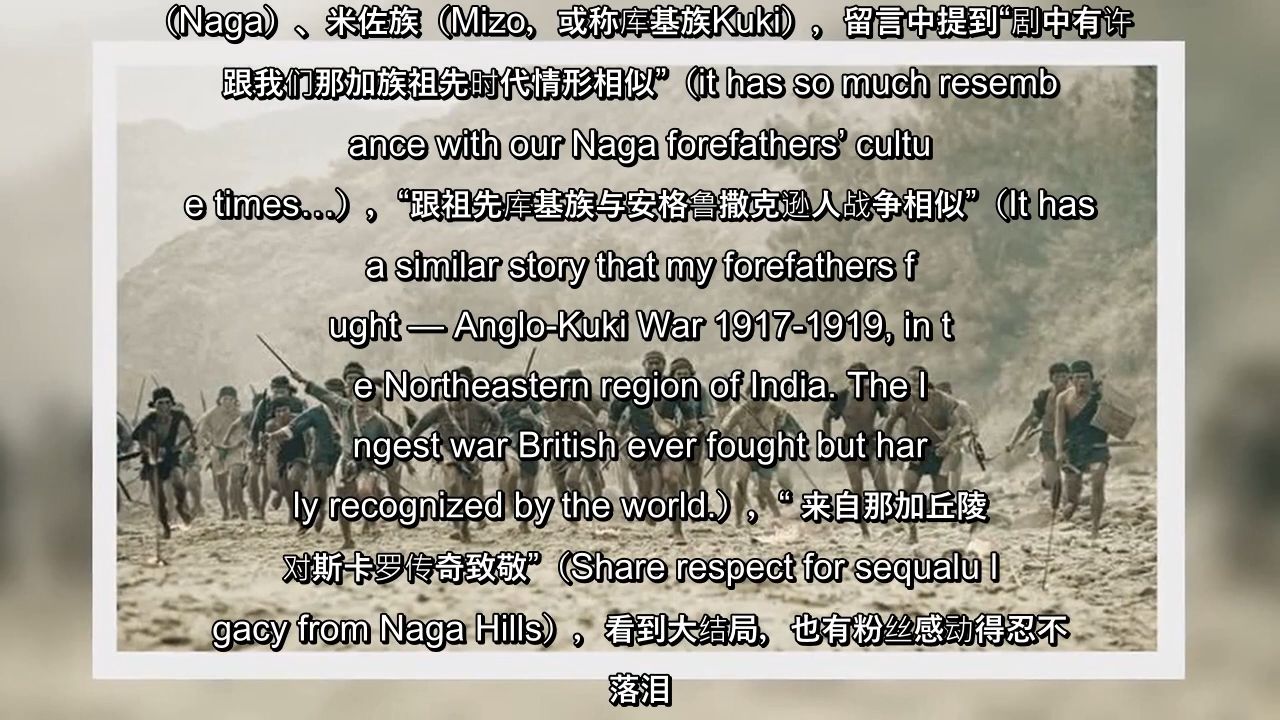 （Naga）、米佐族（Mizo，或称库基族Kuki），留言中提到“剧中有许
跟我们那加族祖先时代情形相似”（it has so much resemb
ance with our Naga forefathers’ cultu
e times…），“跟祖先库基族与安格鲁撒克逊人战争相似”（It has
a similar story that my forefathers f
ught — Anglo-Kuki War 1917-1919, in t
e Northeastern region of India. The l
ngest war British ever fought but har
ly recognized by the world.），“ 来自那加丘陵
对斯卡罗传奇致敬”（Share respect for sequalu l
gacy from Naga Hills），看到大结局，也有粉丝感动得忍不
落泪